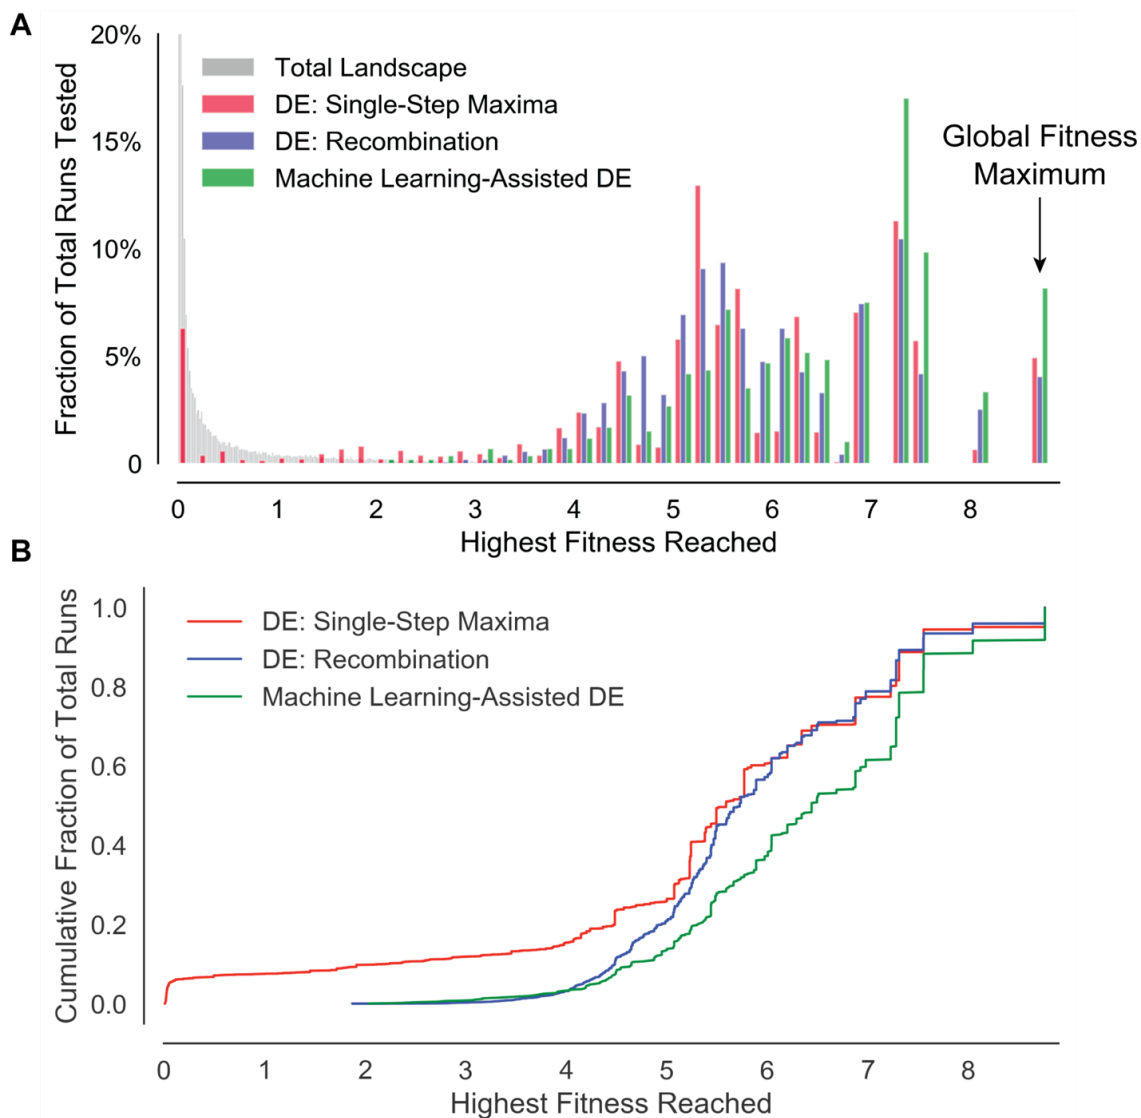 A
20%
15%
10%
5%
0
Fraction of Total Runs Tested
Total Landscape
DE: Single-Step Maxima
DE: Recombination
Machine Learning-Assisted DE
Global Fitness
Maximum
0 1 2 3 4 5 6 7 8
Highest Fitness Reached
B
1.0
0.8
0.6
0.4
0.2
0.0
Cumulative Fraction of Total Runs
DE: Single-Step Maxima
DE: Recombination
Machine Learning-Assisted DE
0 1 2 3 4 5 6 7 8
Highest Fitness Reached